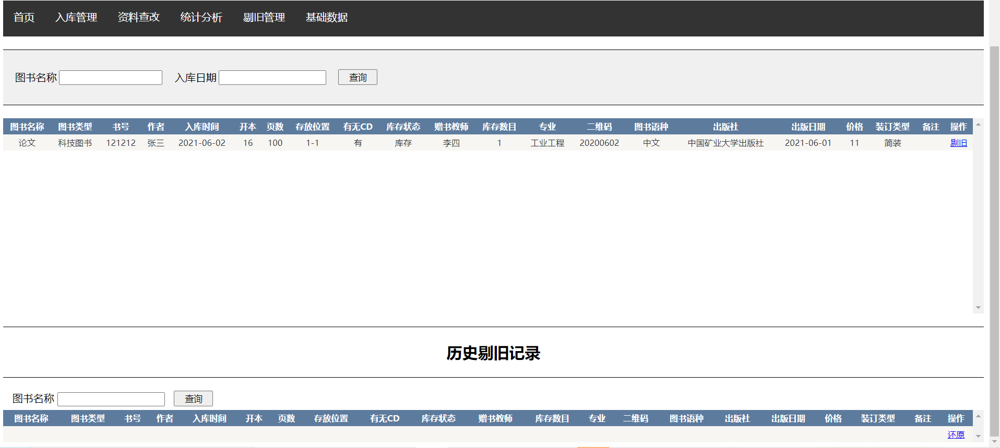 首页 入库管理 资料查改 统计分析 剔旧管理 基础数据
图书名称 入库日期 查询
图书名称 图书类型 书号 作者 入库时间 开本 页数 存放位置 有无CD 库存状态 赠书教师 库存数目 专业 二维码 图书语种 出版社 出版日期 价格 装订类型 备注 操作
论文 科技图书 121212 张三 2021-06-02 16 100 1-1 有 库存 李四 1 工业工程 20200602 中文 中国矿业大学出版社 2021-06-01 11 简装 剔旧
历史剔旧记录
图书名称 查询
图书名称 图书类型 书号 作者 入库时间 开本 页数 存放位置 有无CD 库存状态 赠书教师 库存数目 专业 二维码 图书语种 出版社 出版日期 价格 装订类型 备注 操作
还原